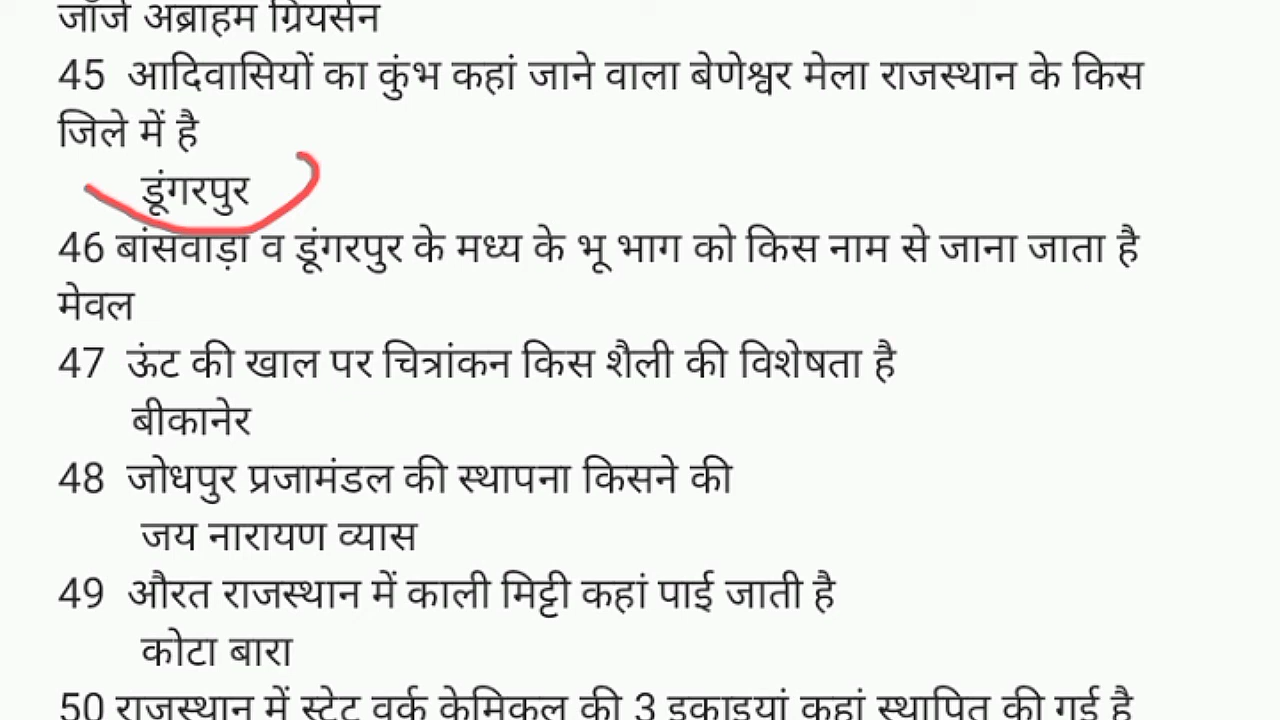 जॉर्ज अब्राहम ग्रियर्सन
45 आदिवासियों का कुंभ कहां जाने वाला बेणेश्वर मेला राजस्थान के किस
जिले में है
डूंगरपुर
46 बांसवाड़ा व डूंगरपुर के मध्य के भू भाग को किस नाम से जाना जाता है
मेवल
47 ऊंट की खाल पर चित्रांकन किस शैली की विशेषता है
बीकानेर
48 जोधपुर प्रजामंडल की स्थापना किसने की
जय नारायण व्यास
49 औरत राजस्थान में काली मिट्टी कहां पाई जाती है
कोटा बारा
50 राजस्थान में स्टेट वर्क केमिकल की 3 इकाइयां कहां स्थापित की गई है